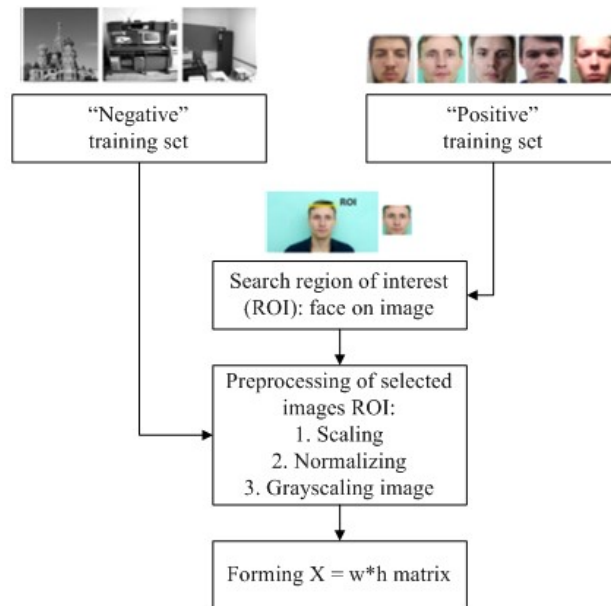 “Negative”
training set
“Positive”
training set
ROI
Search region of interest
(ROI): face on image
Preprocessing of selected
images ROI:
1. Scaling
2. Normalizing
3. Grayscaling image
Forming X = w*h matrix